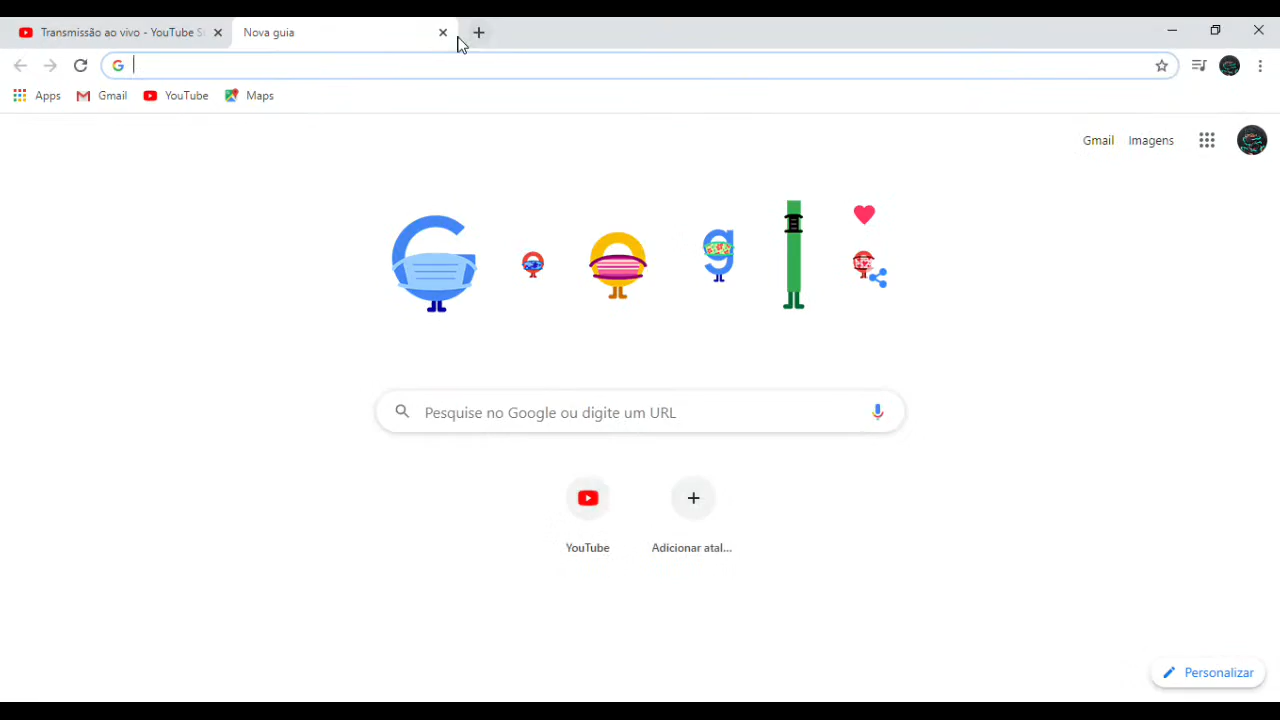 Transmissão ao vivo - YouTube S
Nova guia
Apps
Gmail
YouTube
Maps
Gmail
Imagens
Pesquise no Google ou digite um URL
YouTube
Adicionar atal...
Personalizar